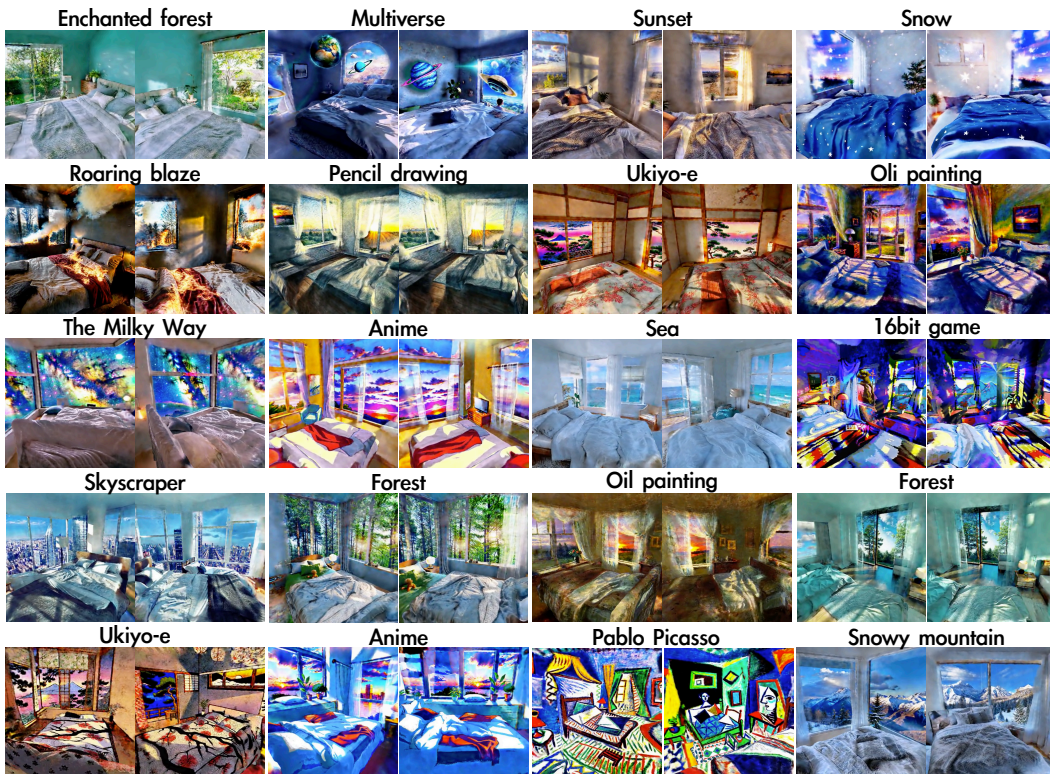 Enchanted forest
Multiverse
Sunset
Snow
Roaring blaze
Pencil drawing
Ukiyo-e
Oli painting
The Milky Way
Anime
Sea
16bit game
Skyscraper
Forest
Oil painting
Forest
Ukiyo-e
Anime
Pablo Picasso
Snowy mountain